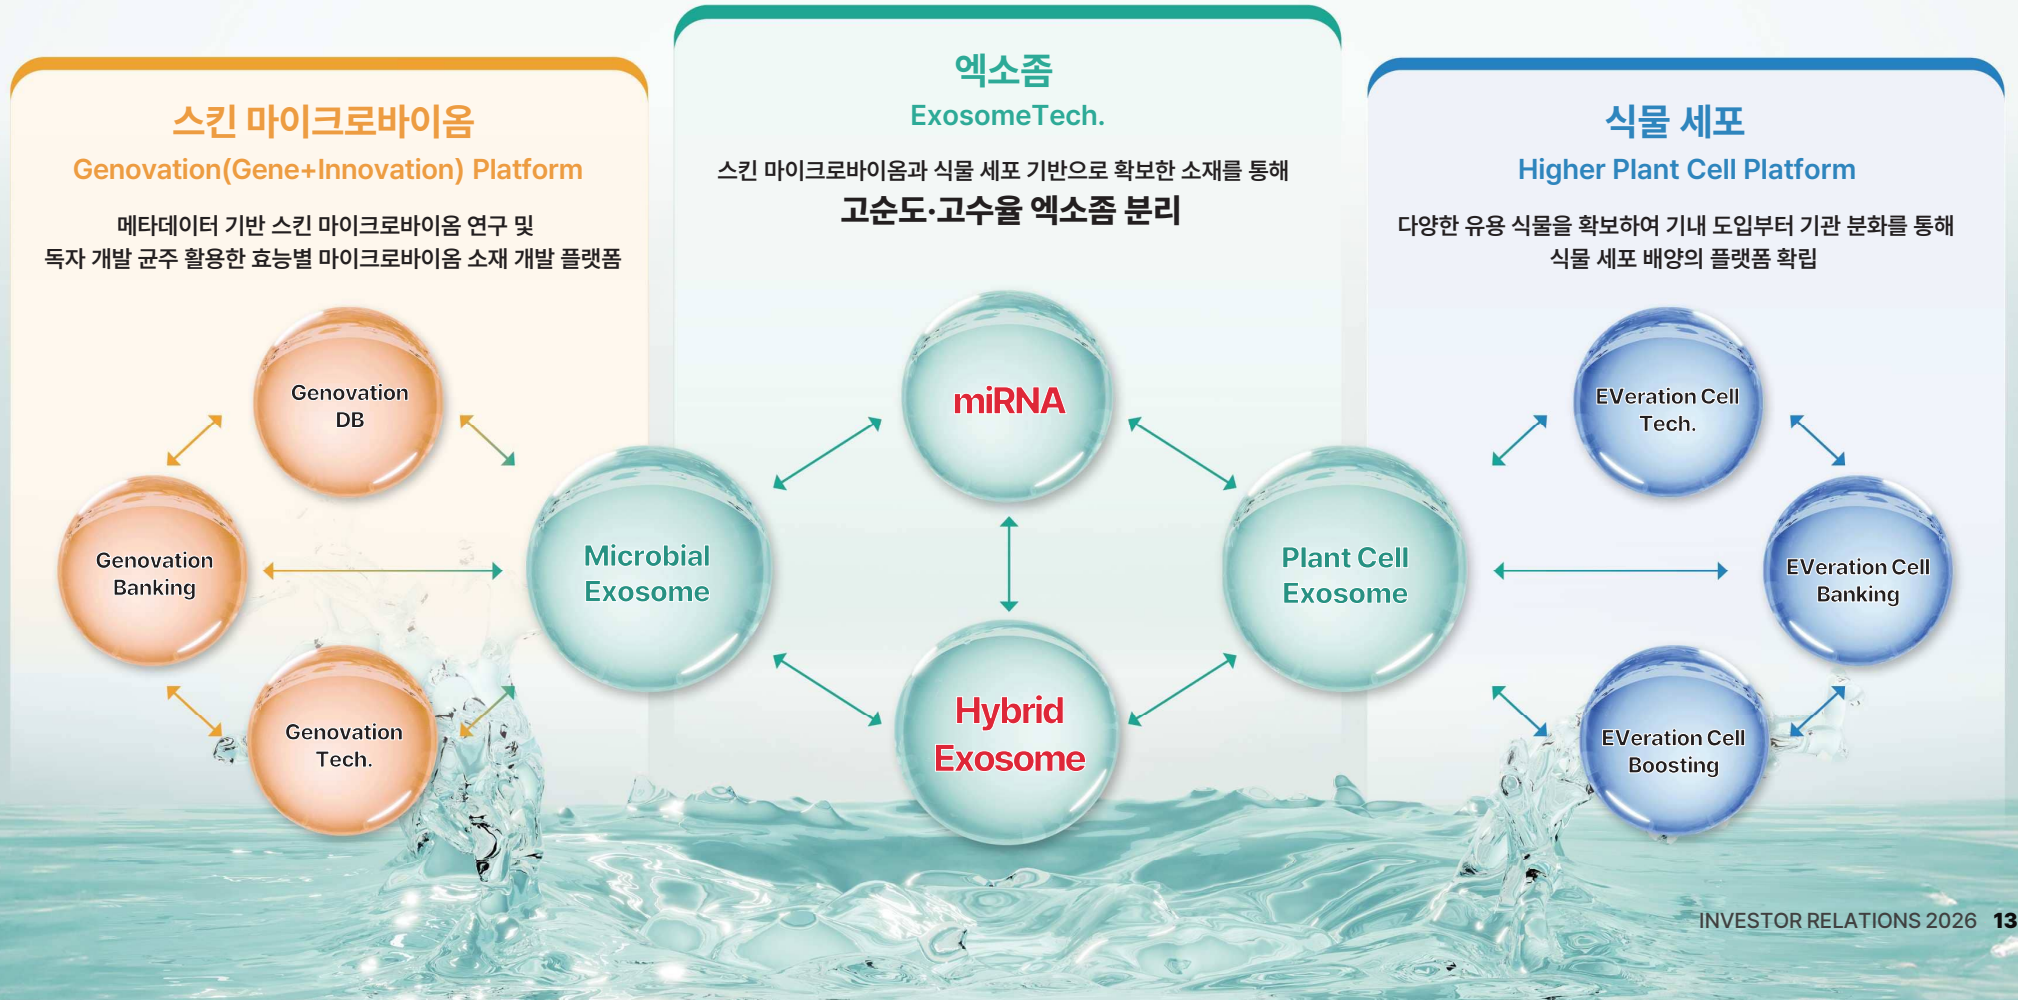 스킨 마이크로바이옴
Genovation(Gene+Innovation) Platform
메타데이터 기반 스킨 마이크로바이옴 연구 및
독자 개발 균주 활용한 효능별 마이크로바이옴 소재 개발 플랫폼
Genovation
DB
Genovation
Banking
Genovation
Tech.
엑소좀
ExosomeTech.
스킨 마이크로바이옴과 식물 세포 기반으로 확보한 소재를 통해
고순도·고수율 엑소좀 분리
miRNA
Microbial
Exosome
Plant Cell
Exosome
Hybrid
Exosome
식물 세포
Higher Plant Cell Platform
다양한 유용 식물을 확보하여 기내 도입부터 기관 분화를 통해
식물 세포 배양의 플랫폼 확립
EVeration Cell
Tech.
EVeration Cell
Banking
EVeration Cell
Boosting
INVESTOR RELATIONS 2026 13